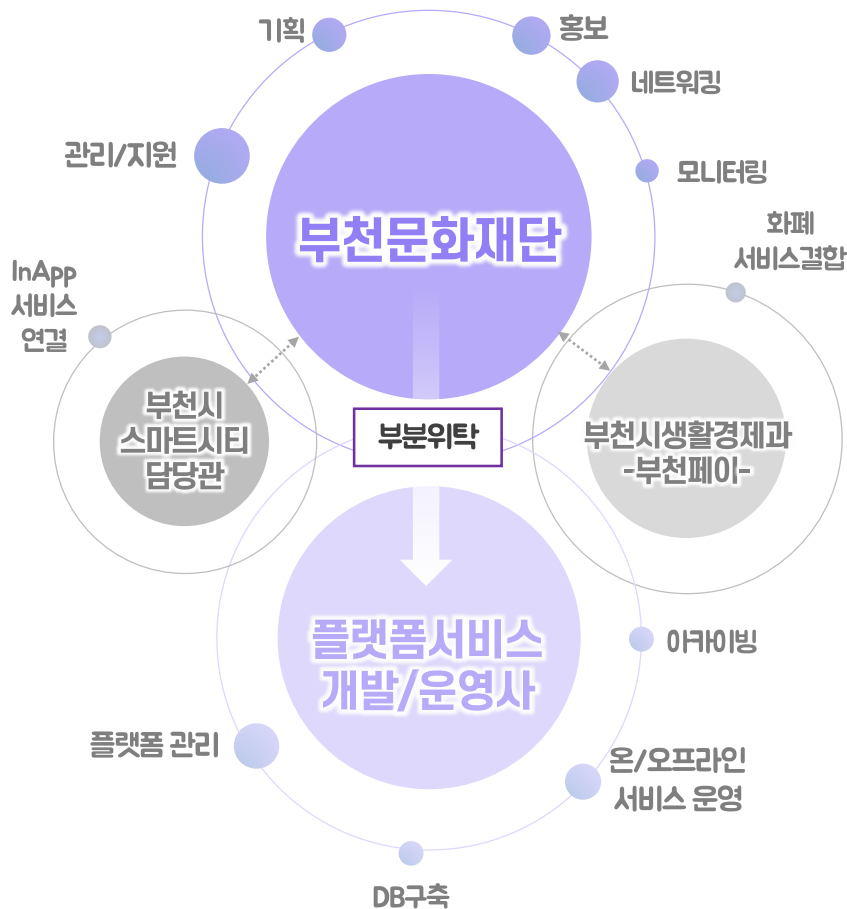 기획
홍보
네트워킹
관리/지원
모니터링
부천문화재단
화폐
서비스결합
InApp
서비스
연결
부천시
스마트시티
담당관
부분위탁
부천시생활경제과
-부천페이-
플랫폼서비스
개발/운영사
아카이빙
플랫폼 관리
온/오프라인
서비스 운영
DB구축